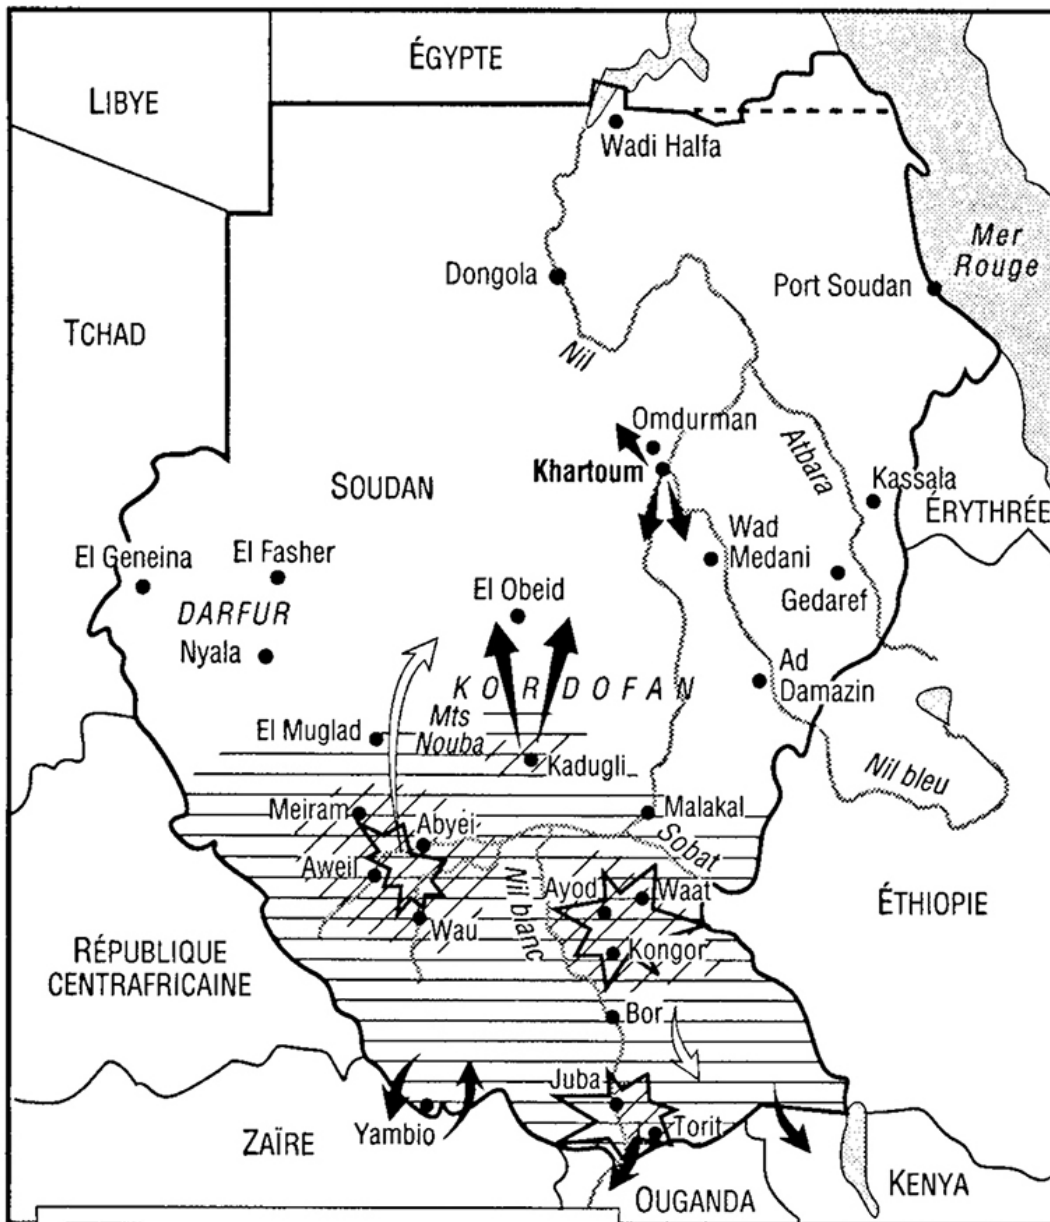 ÉGYPTE
LIBYE
Wadi Halfa
Mer
Rouge
Dongola
Port Soudan
TCHAD
Nil
Omdurman
Atbara
Khartoum
Kassala
SOUDAN
ÉRYTHRÉE
Wad
Medani
El Geneina
El Fasher
El Obeid
Gedaref
DARFUR
Nyala
Ad
Damazin
KORDOFAN
Mts
Nouba
El Muglad
Kadugli
Nil bleu
Meiram
Malakal
Abyei
Sobat
Aweil
Nil blanc
Ayod
Waat
ÉTHIOPIE
Wau
Kongor
RÉPUBLIQUE
CENTRAFRICAINE
Bor
Juba
Yambio
Torit
ZAÏRE
KENYA
OUGANDA